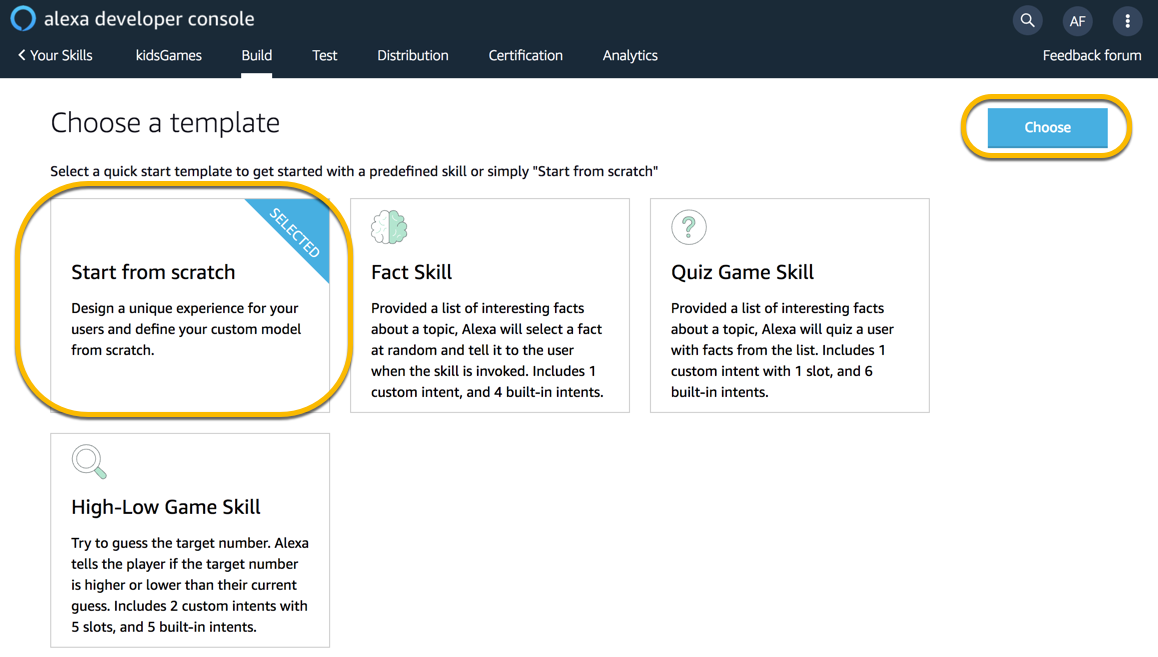 alexa developer console
AF
Your Skills
kidsGames
Build
Test
Distribution
Certification
Analytics
Feedback forum
Choose a template
Choose
Select a quick start template to get started with a predefined skill or simply "Start from scratch"
SELECTED
Start from scratch
Design a unique experience for your
users and define your custom model
from scratch.
Fact Skill
Provided a list of interesting facts
about a topic, Alexa will select a fact
at random and tell it to the user
when the skill is invoked. Includes 1
custom intent, and 4 built-in intents.
?
Quiz Game Skill
Provided a list of interesting facts
about a topic, Alexa will quiz a user
with facts from the list. Includes 1
custom intent with 1 slot, and 6
built-in intents.
High-Low Game Skill
Try to guess the target number. Alexa
tells the player if the target number
is higher or lower than their current
guess. Includes 2 custom intents with
5 slots, and 5 built-in intents.